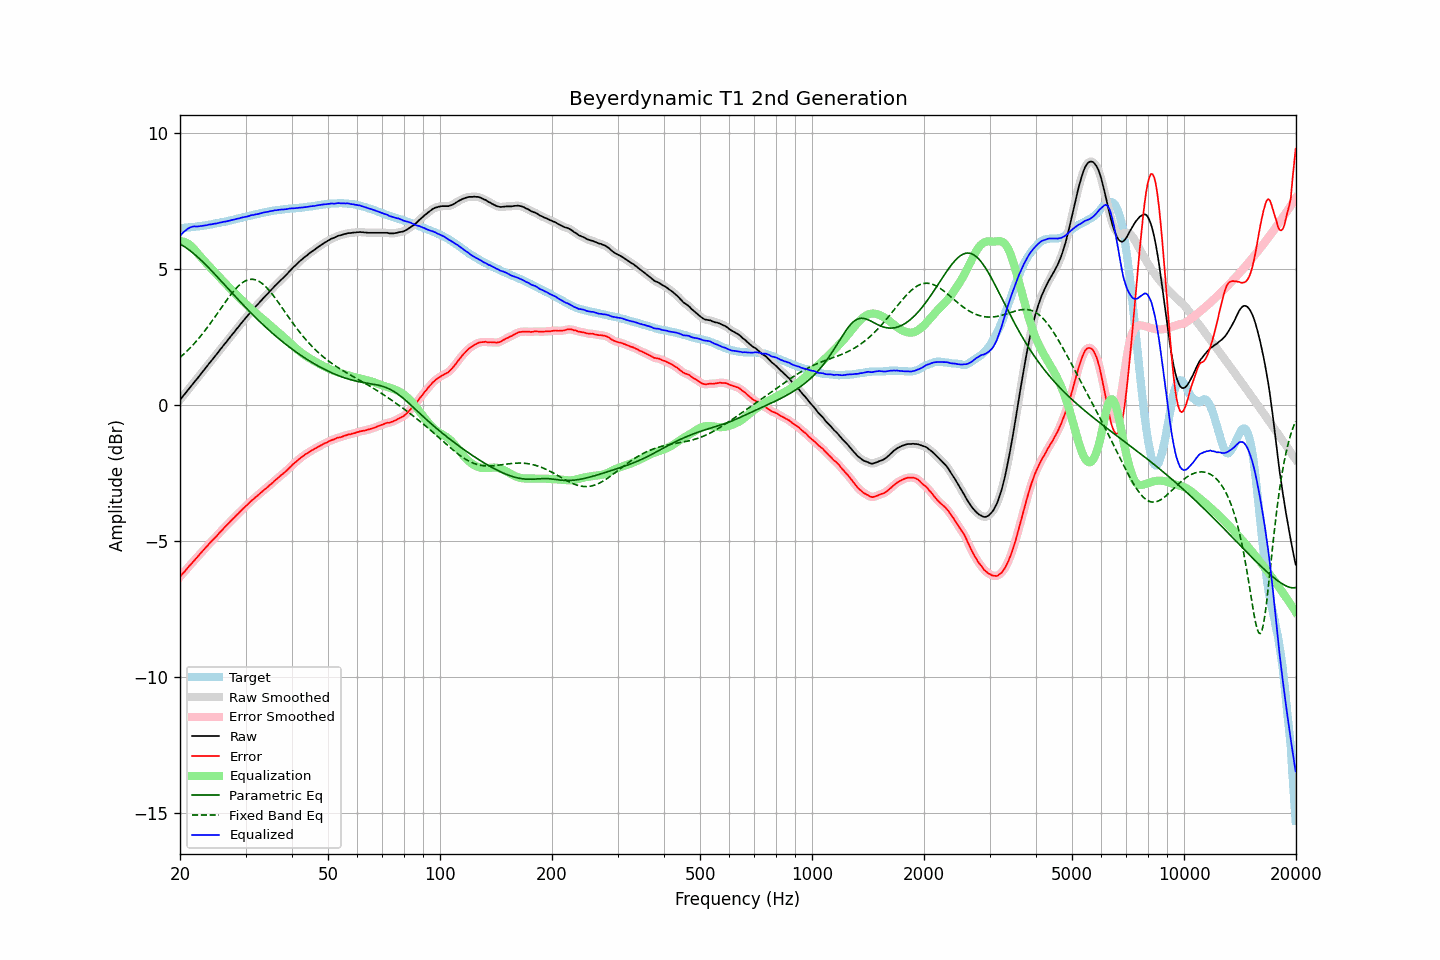 Beyerdynamic T1 2nd Generation
Amplitude (dBr)
10
5
0
−5
−10
−15
Target
Raw Smoothed
Error Smoothed
Raw
Error
Equalization
Parametric Eq
Fixed Band Eq
Equalized
20 50 100 200 500 1000 2000 5000 10000 20000
Frequency (Hz)